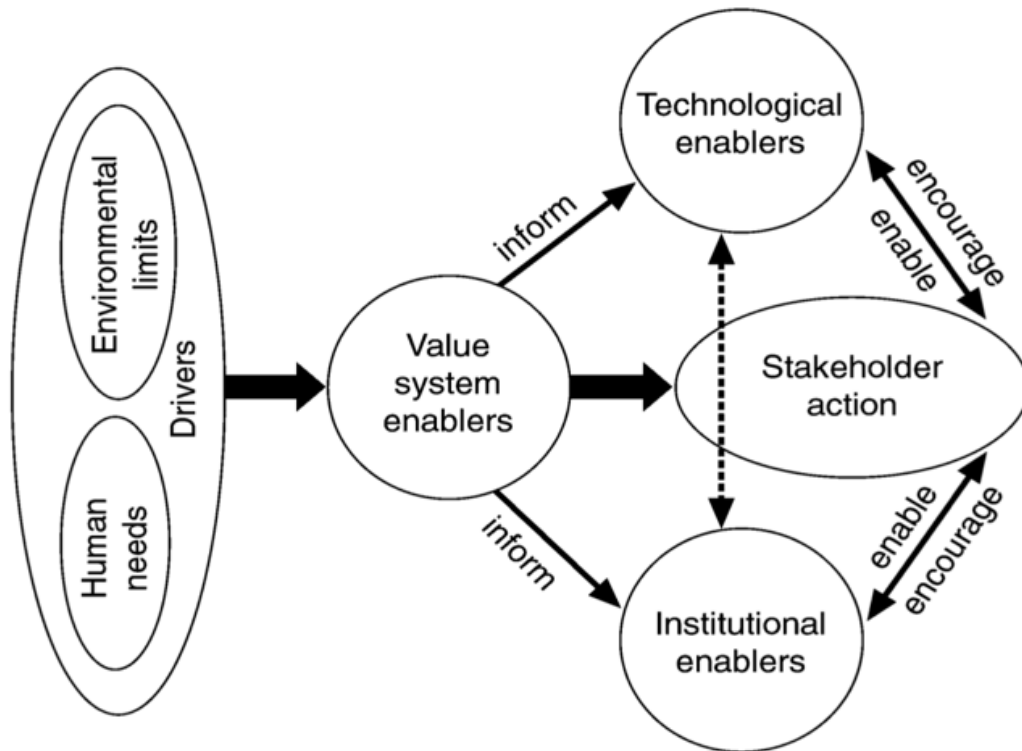 Environmental
limits
Human
needs
Drivers
inform
Value
system
enablers
inform
Technological
enablers
encourage
enable
Stakeholder
action
enable
encourage
Institutional
enablers